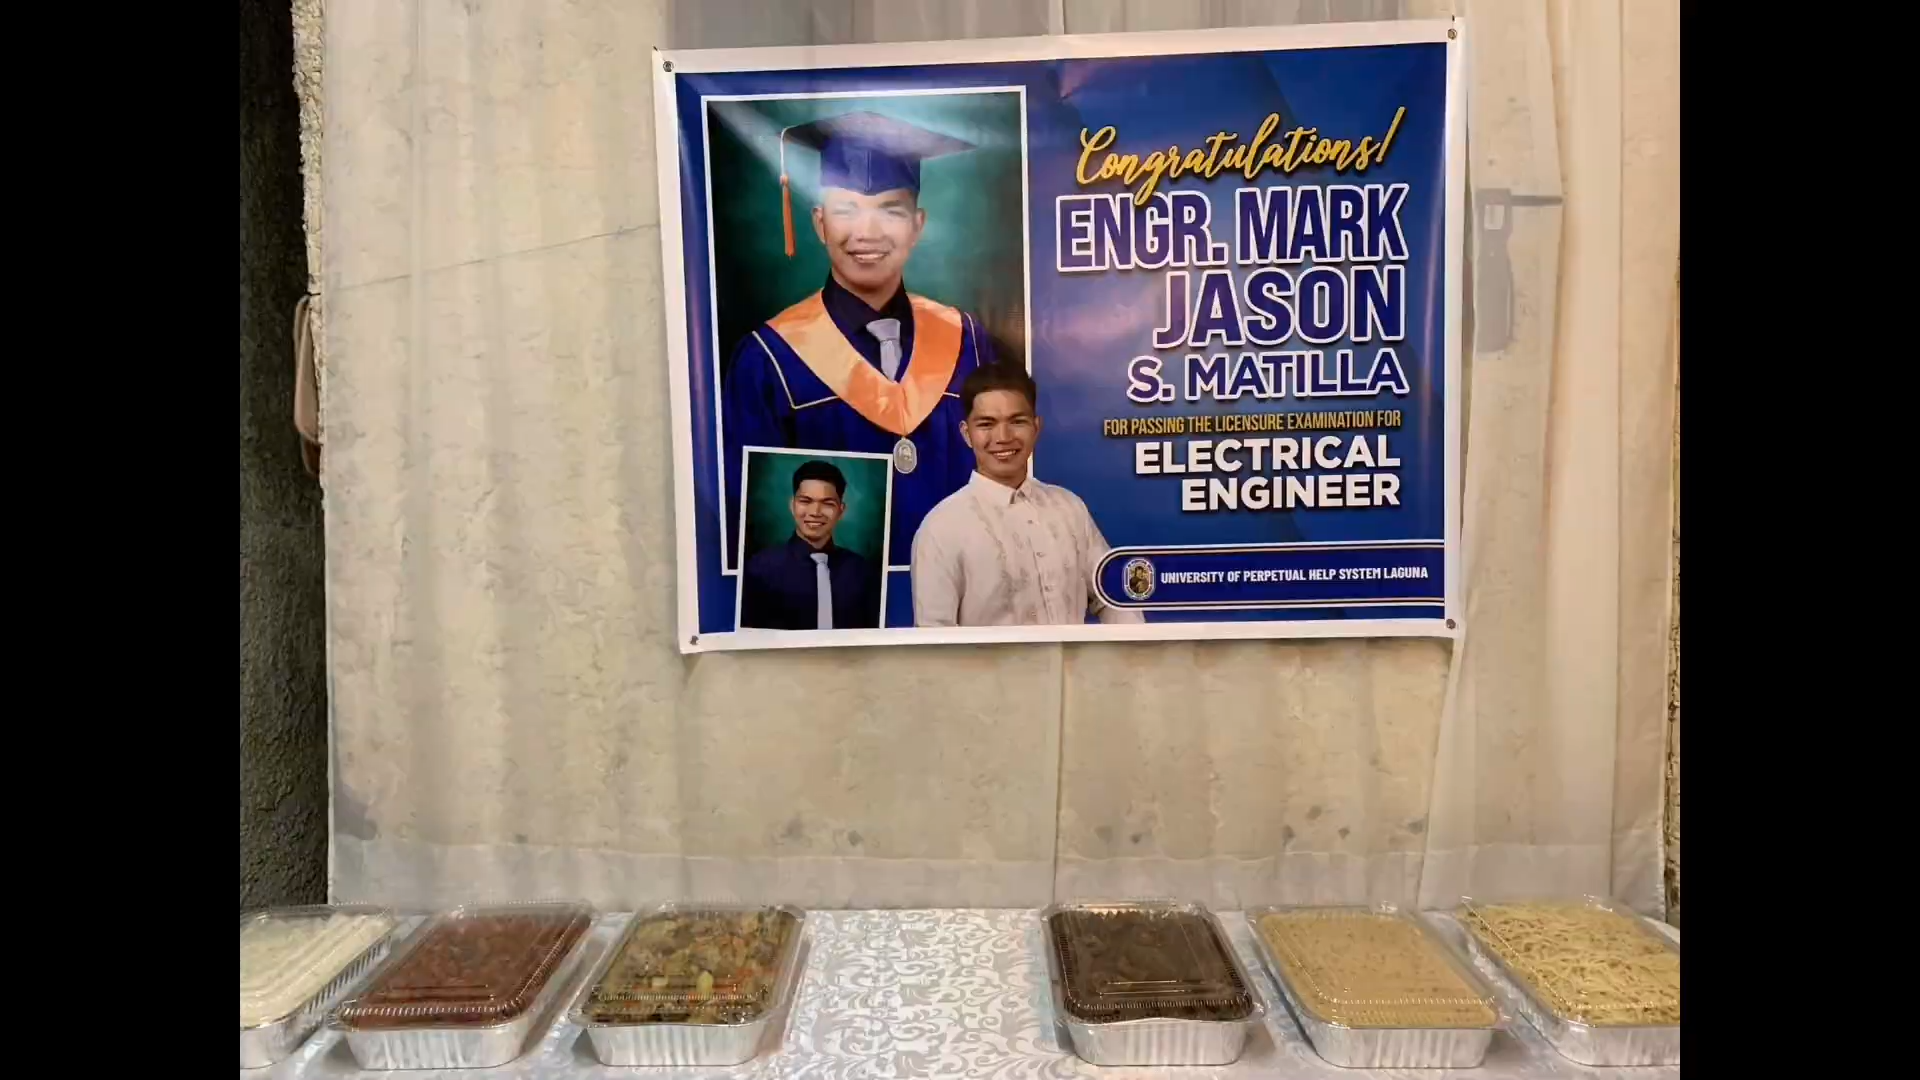 Congratulations!
ENGR. MARK
JASON
S. MATILLA
FOR PASSING THE LICENSURE EXAMINATION FOR
ELECTRICAL
ENGINEER
UNIVERSITY OF PERPETUAL HELP SYSTEM LAGUNA